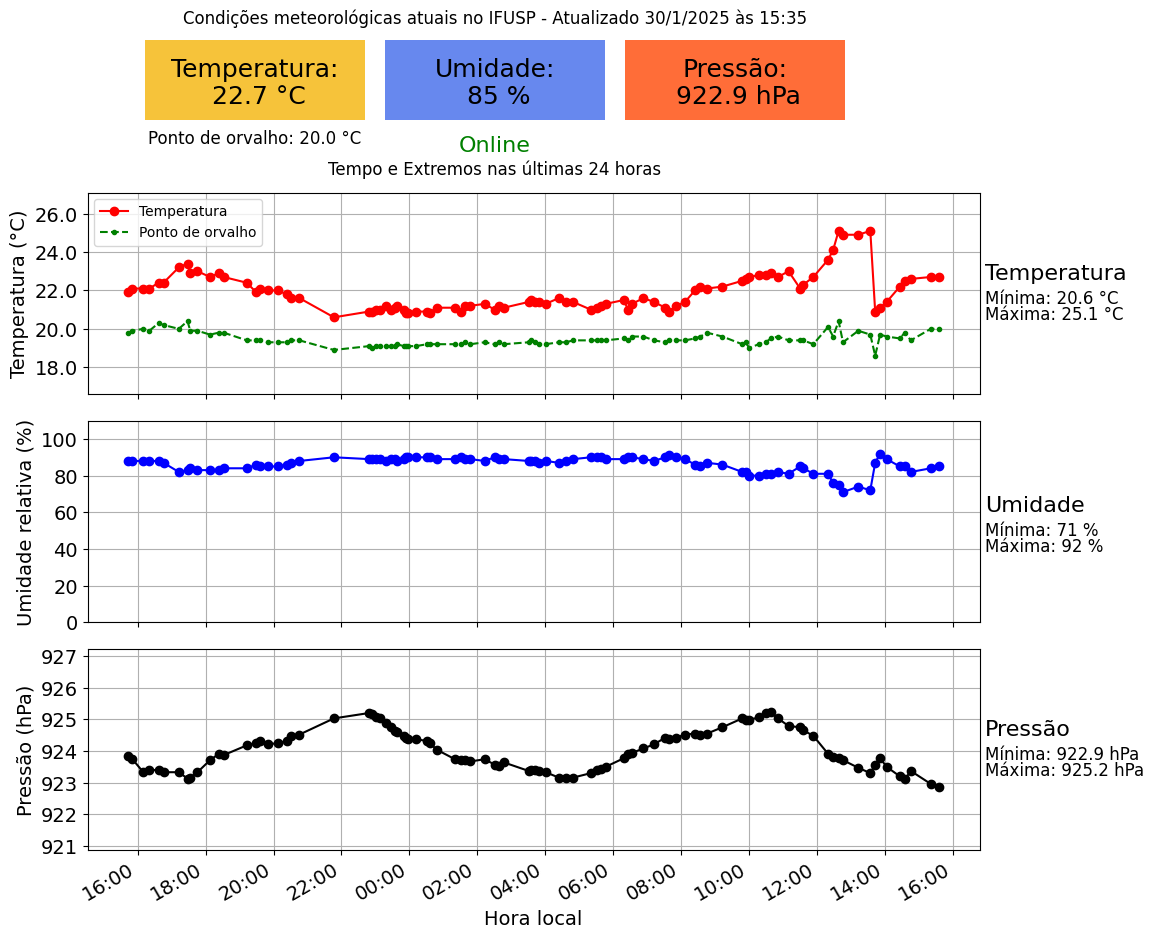 Condições meteorológicas atuais no IFUSP - Atualizado 30/1/2025 às 15:35
Temperatura:
22.7 °C
Umidade:
85 %
Pressão:
922.9 hPa
Ponto de orvalho: 20.0 °C
Online
Tempo e Extremos nas últimas 24 horas
Temperatura (°C)
26.0
24.0
22.0
20.0
18.0
Temperatura
Ponto de orvalho
Temperatura
Mínima: 20.6 °C
Máxima: 25.1 °C
Umidade relativa (%)
100
80
60
40
20
0
Umidade
Mínima: 71 %
Máxima: 92 %
Pressão (hPa)
927
926
925
924
923
922
921
Pressão
Mínima: 922.9 hPa
Máxima: 925.2 hPa
16:00
18:00
20:00
22:00
00:00
02:00
04:00
06:00
08:00
10:00
12:00
14:00
16:00
Hora local